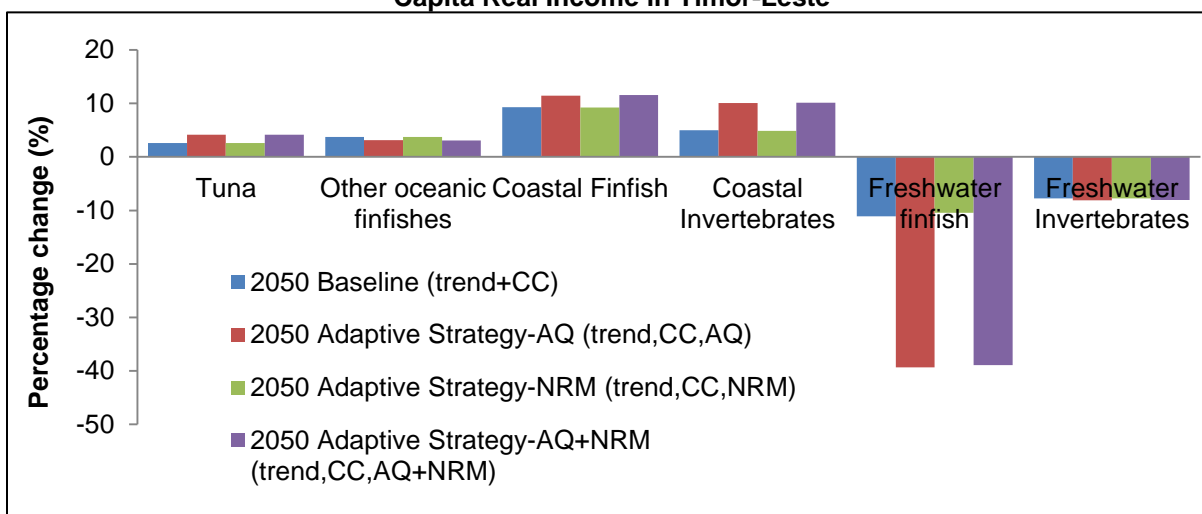 Capita Real Income in Timor-Leste
Percentage change (%)
20
10
0
-10
-20
-30
-40
-50
Tuna
Other oceanic
finfishes
Coastal Finfish
Coastal
Invertebrates
Freshwater
finfish
Freshwater
Invertebrates
2050 Baseline (trend+CC)
2050 Adaptive Strategy-AQ (trend,CC,AQ)
2050 Adaptive Strategy-NRM (trend,CC,NRM)
2050 Adaptive Strategy-AQ+NRM
(trend,CC,AQ+NRM)